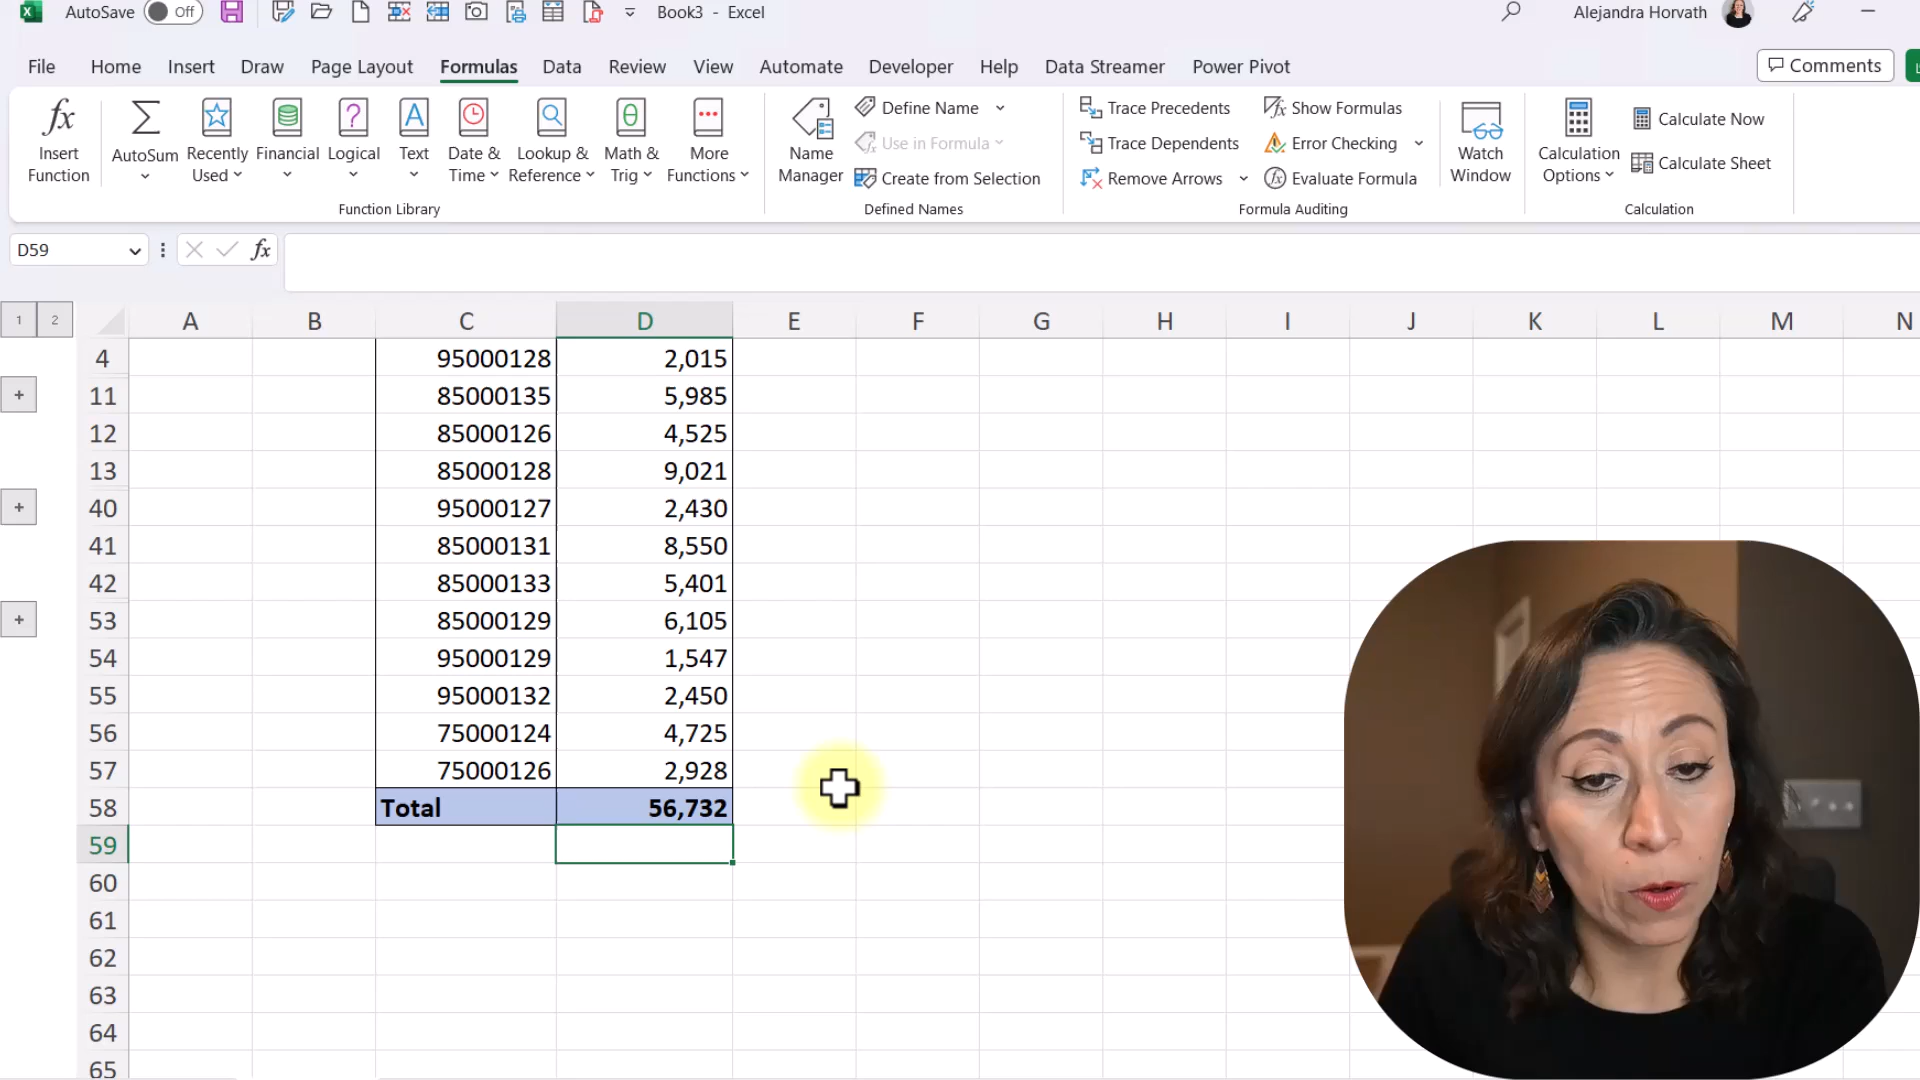 AutoSave Off Book3 - Excel Alejandra Horvath
File Home Insert Draw Page Layout Formulas Data Review View Automate Developer Help Data Streamer Power Pivot Comments
fx Insert Function
AutoSum
Recently Used
Financial
Logical
Text
Date & Time
Lookup & Reference
Math & Trig
More Functions
Function Library
Name Manager
Define Name
Use in Formula
Create from Selection
Defined Names
Trace Precedents
Trace Dependents
Remove Arrows
Show Formulas
Error Checking
Evaluate Formula
Formula Auditing
Watch Window
Calculation Options
Calculate Now
Calculate Sheet
Calculation
D59 fx
1 2 A B C D E F G H I J K L M N
4 95000128 2,015
11 85000135 5,985
12 85000126 4,525
13 85000128 9,021
40 95000127 2,430
41 85000131 8,550
42 85000133 5,401
53 85000129 6,105
54 95000129 1,547
55 95000132 2,450
56 75000124 4,725
57 75000126 2,928
58 Total 56,732
59
60
61
62
63
64
65